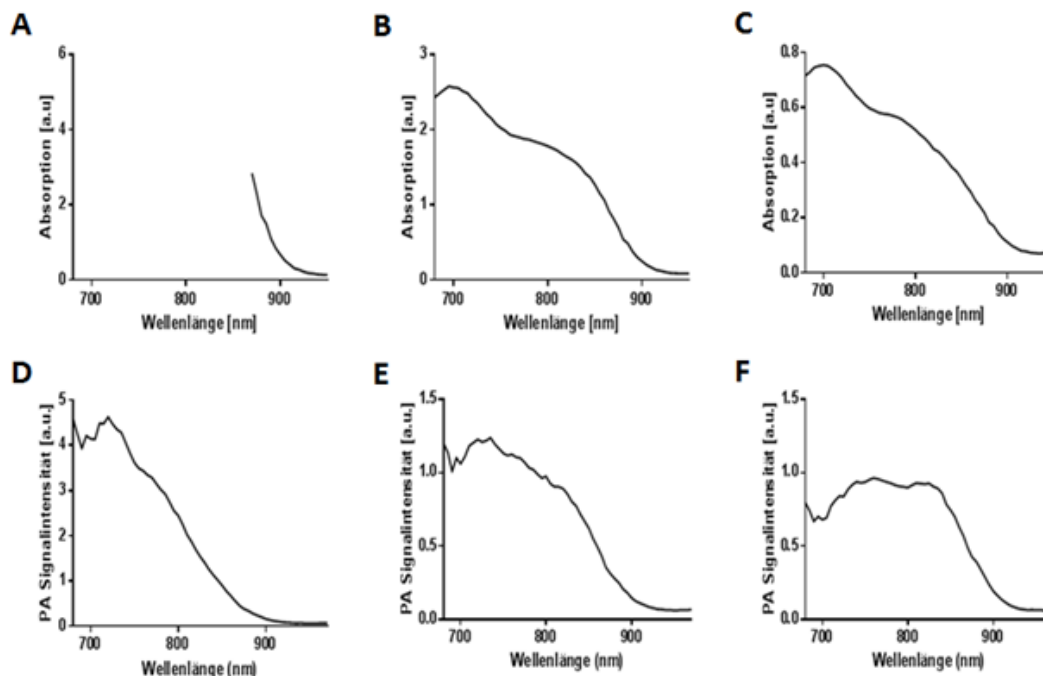 A
Absorption [a.u]
6
4
2
0
700 800 900
Wellenlänge [nm]
B
Absorption [a.u]
3
2
1
0
700 800 900
Wellenlänge [nm]
C
Absorption [a.u]
0.8
0.6
0.4
0.2
0.0
700 800 900
Wellenlänge [nm]
D
PA Signalintensität [a.u.]
5
4
3
2
1
0
700 800 900
Wellenlänge (nm)
E
PA Signalintensität [a.u.]
1.5
1.0
0.5
0.0
700 800 900
Wellenlänge (nm)
F
PA Signalintensität [a.u.]
1.5
1.0
0.5
0.0
700 800 900
Wellenlänge (nm)